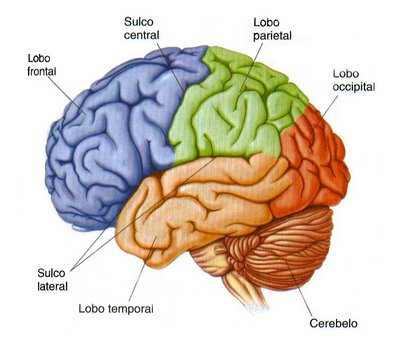 Sulco
central
Lobo
parietal
Lobo
frontal
Lobo
occipital
Sulco
lateral
Lobo temporal
Cerebelo